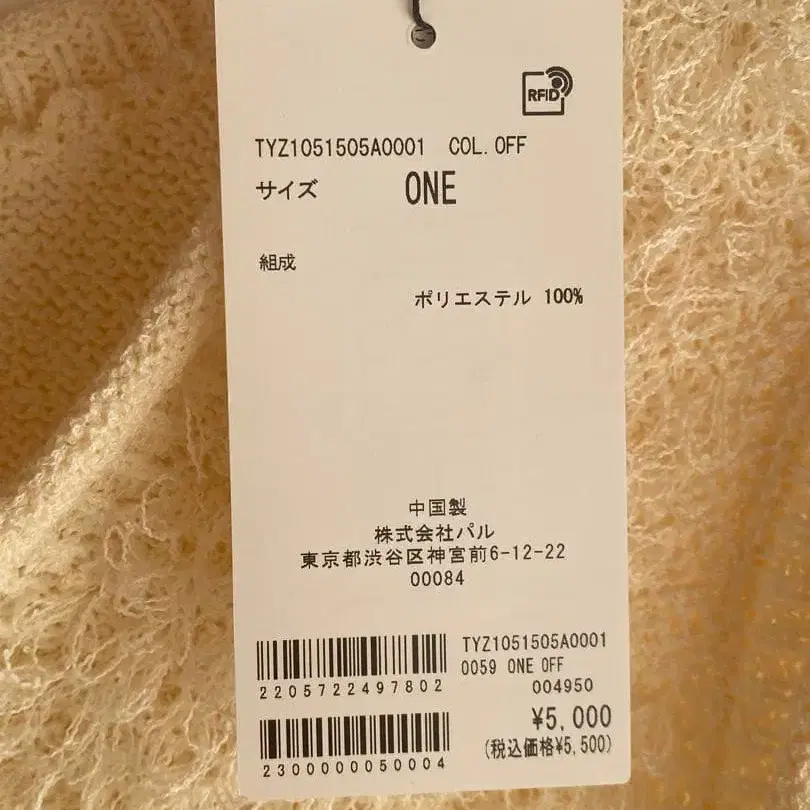 RFID
TYZ1051505A0001 COL.OFF
サイズ ONE
組成
ポリエステル 100%
中国製
株式会社パル
東京都渋谷区神宮前6-12-22
00084
TYZ1051505A0001
0059 ONE OFF
2205722497802
004950
¥5,000
(税込価格¥5,500)
2300000050004